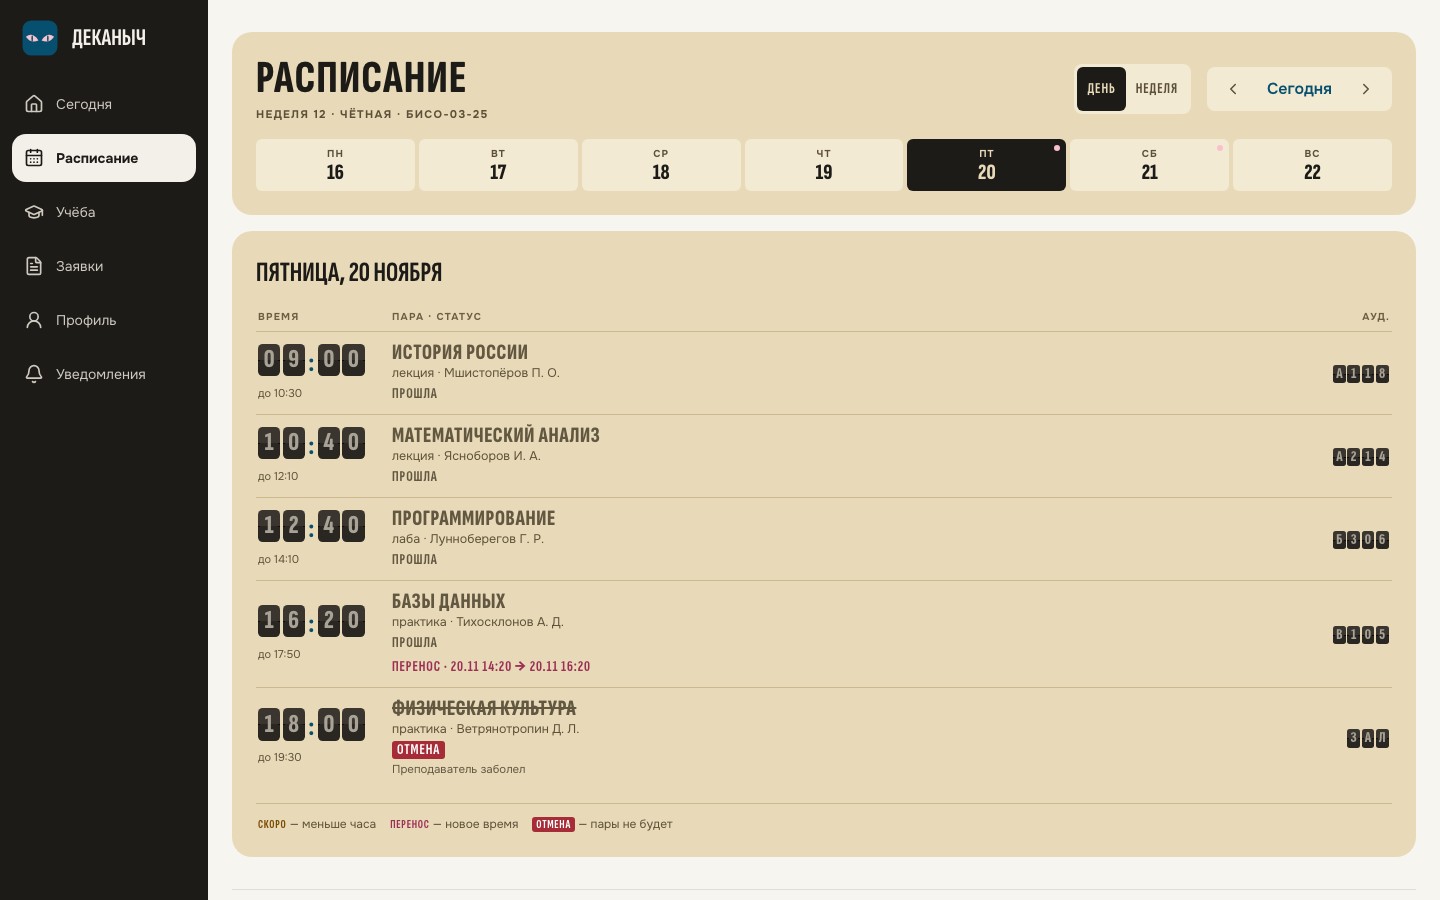 ДЕКАНЫЧ
Сегодня
Расписание
Учёба
Заявки
Профиль
Уведомления
РАСПИСАНИЕ
НЕДЕЛЯ 12 · ЧЁТНАЯ · БИСО-03-25
ДЕНЬ НЕДЕЛЯ
Сегодня
ПН ВТ СР ЧТ ПТ СБ ВС
16 17 18 19 20 21 22
ПЯТНИЦА, 20 НОЯБРЯ
ВРЕМЯ ПАРА · СТАТУС АУД.
09:00
до 10:30
ИСТОРИЯ РОССИИ
лекция · Мшистопёров П. О.
ПРОШЛА
А118
10:40
до 12:10
МАТЕМАТИЧЕСКИЙ АНАЛИЗ
лекция · Ясноборов И. А.
ПРОШЛА
А214
12:40
до 14:10
ПРОГРАММИРОВАНИЕ
лаба · Лунноберегов Г. Р.
ПРОШЛА
Б306
16:20
до 17:50
БАЗЫ ДАННЫХ
практика · Тихосклонов А. Д.
ПРОШЛА
ПЕРЕНОС · 20.11 14:20 → 20.11 16:20
В105
18:00
до 19:30
ФИЗИЧЕСКАЯ КУЛЬТУРА
практика · Ветрянотропин Д. Л.
ОТМЕНА
Преподаватель заболел
ЗАЛ
СКОРО — меньше часа ПЕРЕНОС — новое время ОТМЕНА — пары не будет